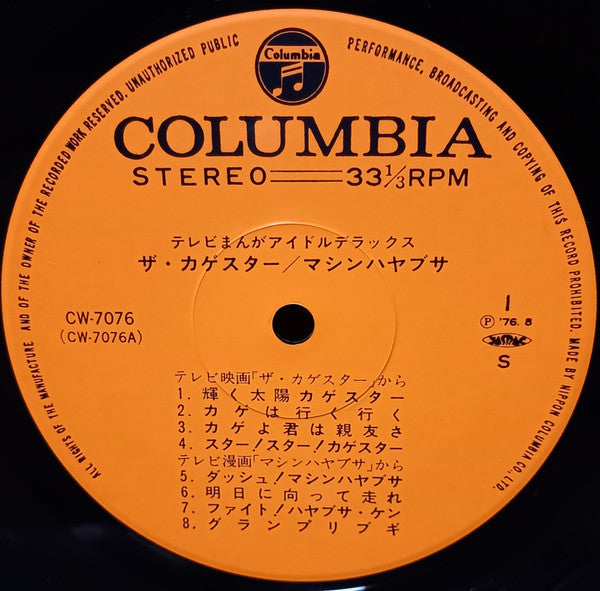 ALL RIGHTS OF THE MANUFACTURE AND OF THE OWNER OF THE RECORDED WORK RESERVED. UNAUTHORIZED PUBLIC PERFORMANCE, BROADCASTING AND COPYING OF THIS RECORD PROHIBITED. MADE BY NIPPON COLUMBIA CO., LTD.
Columbia
COLUMBIA
STEREO 33 1/3 RPM
テレビまんがアイドルデラックス
ザ・カゲスター/マシンハヤブサ
CW-7076
(CW-7076A)
1
Ⓟ '76. 8
JASRAC
S
テレビ映画「ザ・カゲスター」から
1. 輝く太陽カゲスター
2. カゲは行く行く
3. カゲよ君は親友さ
4. スター!スター!カゲスター
テレビ漫画「マシンハヤブサ」から
5. ダッシュ!マシンハヤブサ
6. 明日に向って走れ
7. ファイト!ハヤブサ・ケン
8. グランプリブギ